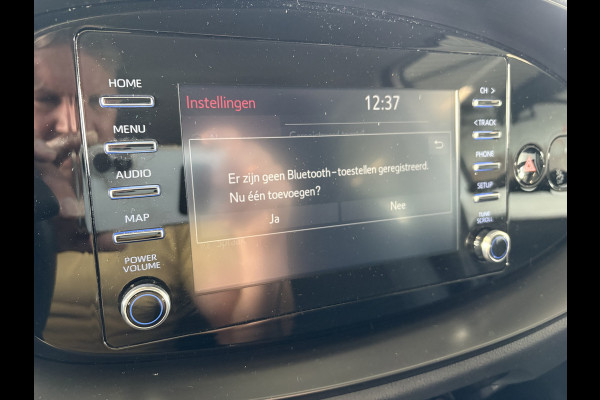 HOME
MENU
AUDIO
MAP
POWER
VOLUME
Instellingen
12:37
Er zijn geen Bluetooth-toestellen geregistreerd.
Nu één toevoegen?
Ja
Nee
CH >
< TRACK
PHONE
SETUP
TUNE
SCROLL